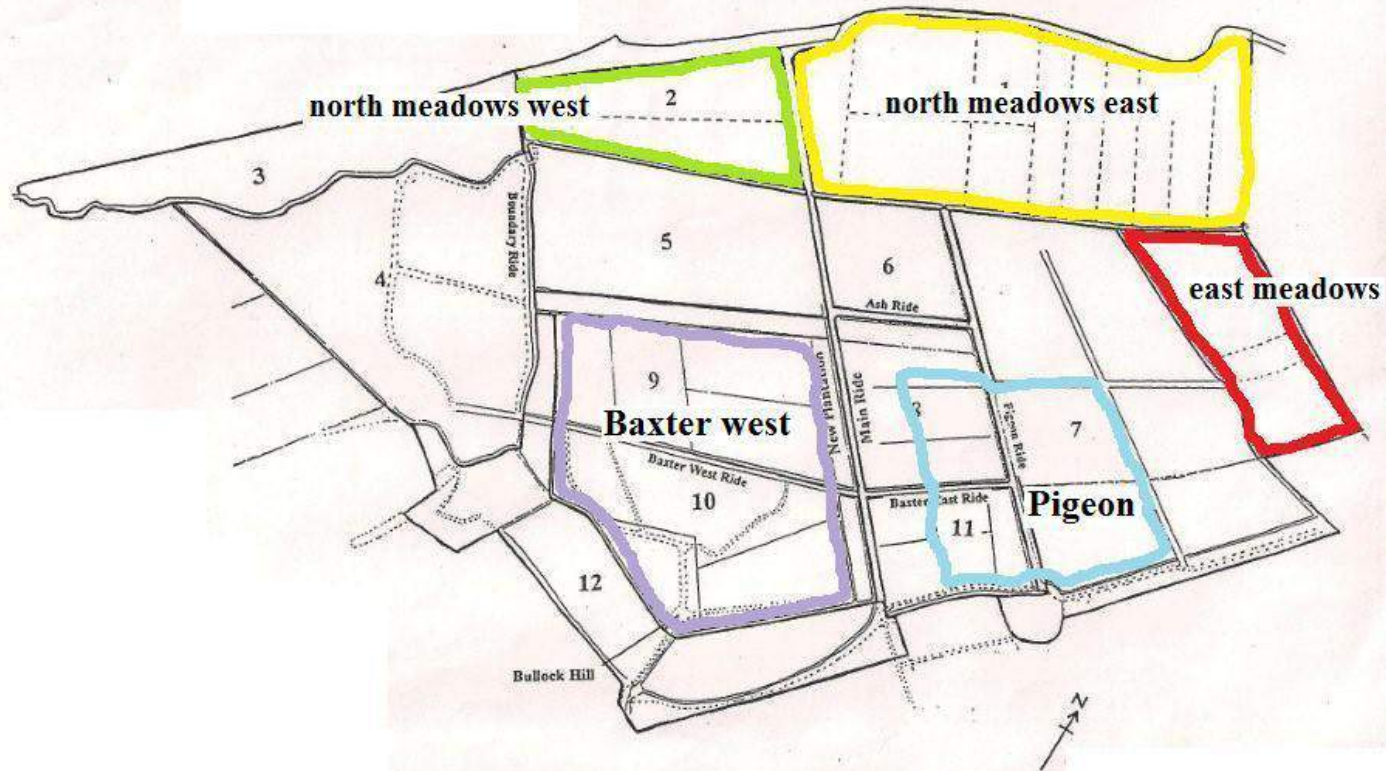 2
north meadows west
north meadows east
3
Boundary Ride
4
5
6
Ash Ride
east meadows
9
Baxter west
New Plantation
Main Ride
Pigeon Ride
7
Baxter West Ride
10
Baxter East Ride
11
Pigeon
12
Bullock Hill
N